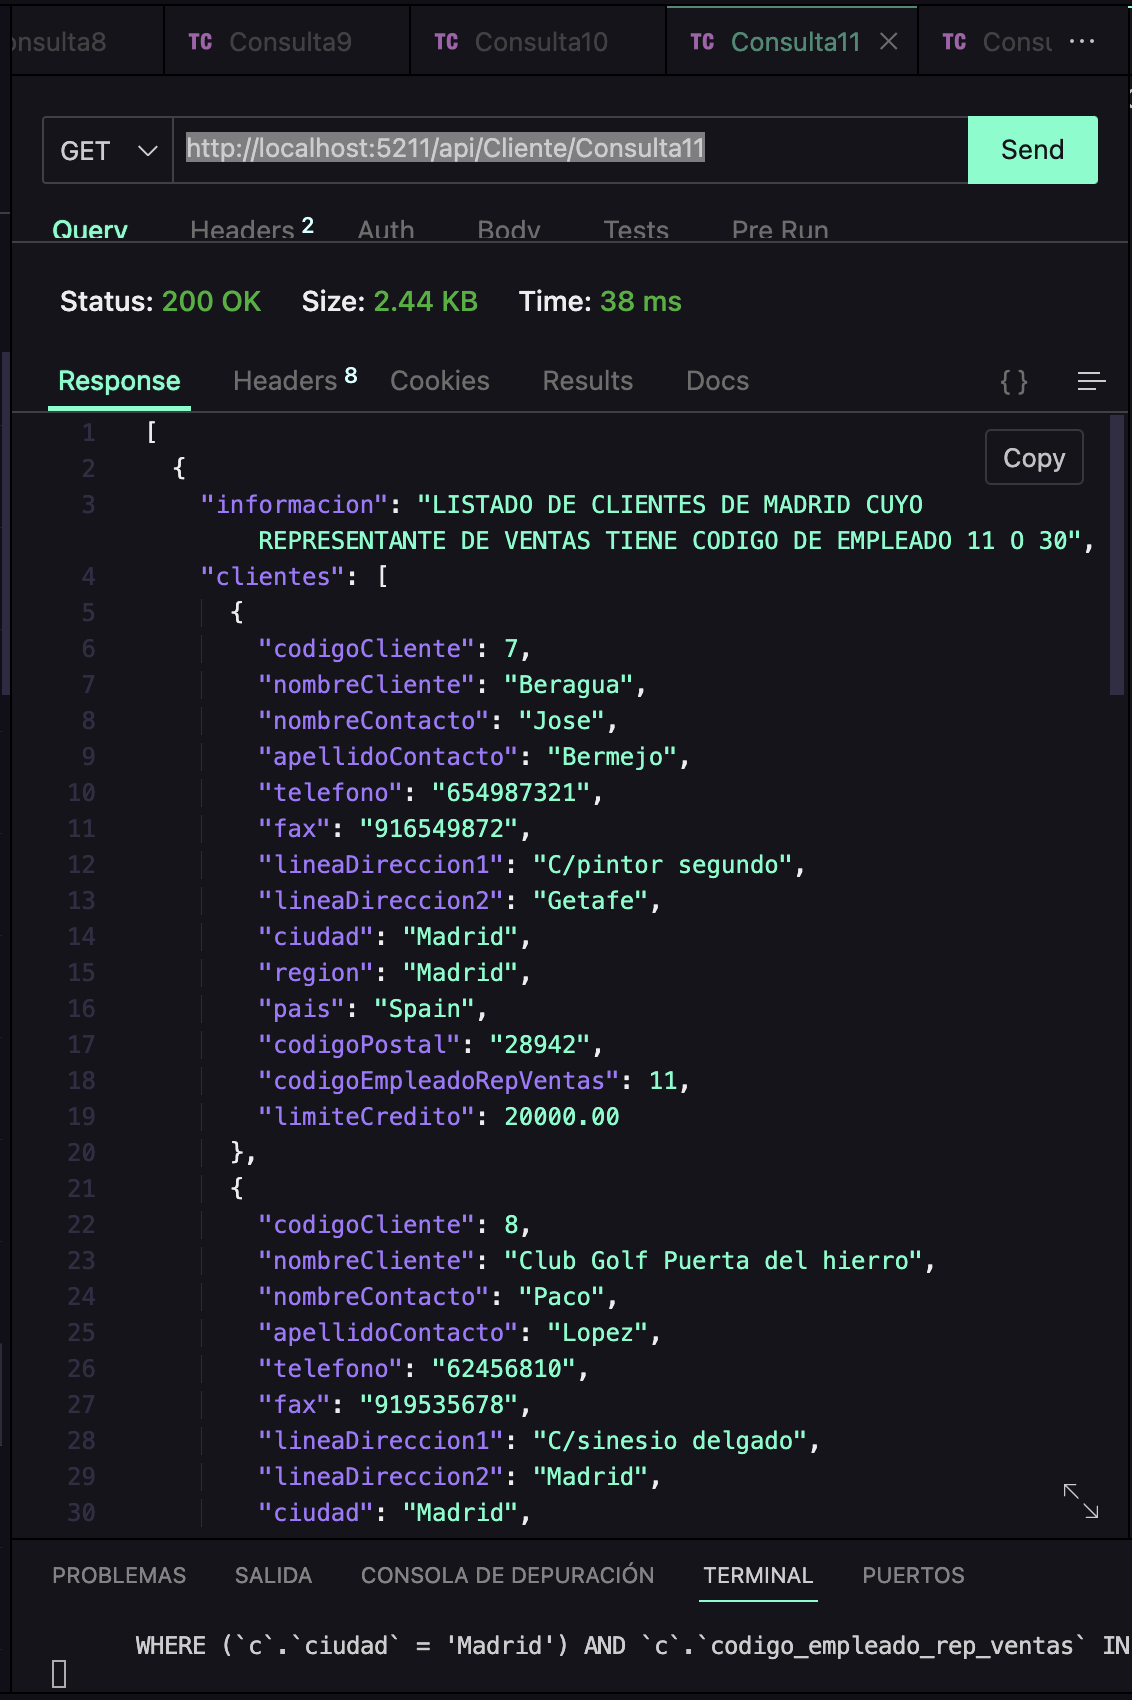 onsulta8 TC Consulta9 TC Consulta10 TC Consulta11 TC Consu ...
GET http://localhost:5211/api/Cliente/Consulta11 Send
Query Headers 2 Auth Body Tests Pre Run
Status: 200 OK Size: 2.44 KB Time: 38 ms
Response Headers 8 Cookies Results Docs { }
Copy
1 [
2 {
3 "informacion": "LISTADO DE CLIENTES DE MADRID CUYO
REPRESENTANTE DE VENTAS TIENE CODIGO DE EMPLEADO 11 O 30",
4 "clientes": [
5 {
6 "codigoCliente": 7,
7 "nombreCliente": "Beragua",
8 "nombreContacto": "Jose",
9 "apellidoContacto": "Bermejo",
10 "telefono": "654987321",
11 "fax": "916549872",
12 "lineaDireccion1": "C/pintor segundo",
13 "lineaDireccion2": "Getafe",
14 "ciudad": "Madrid",
15 "region": "Madrid",
16 "pais": "Spain",
17 "codigoPostal": "28942",
18 "codigoEmpleadoRepVentas": 11,
19 "limiteCredito": 20000.00
20 },
21 {
22 "codigoCliente": 8,
23 "nombreCliente": "Club Golf Puerta del hierro",
24 "nombreContacto": "Paco",
25 "apellidoContacto": "Lopez",
26 "telefono": "62456810",
27 "fax": "919535678",
28 "lineaDireccion1": "C/sinesio delgado",
29 "lineaDireccion2": "Madrid",
30 "ciudad": "Madrid",
PROBLEMAS SALIDA CONSOLA DE DEPURACIÓN TERMINAL PUERTOS
WHERE (`c`.`ciudad` = 'Madrid') AND `c`.`codigo_empleado_rep_ventas` IN